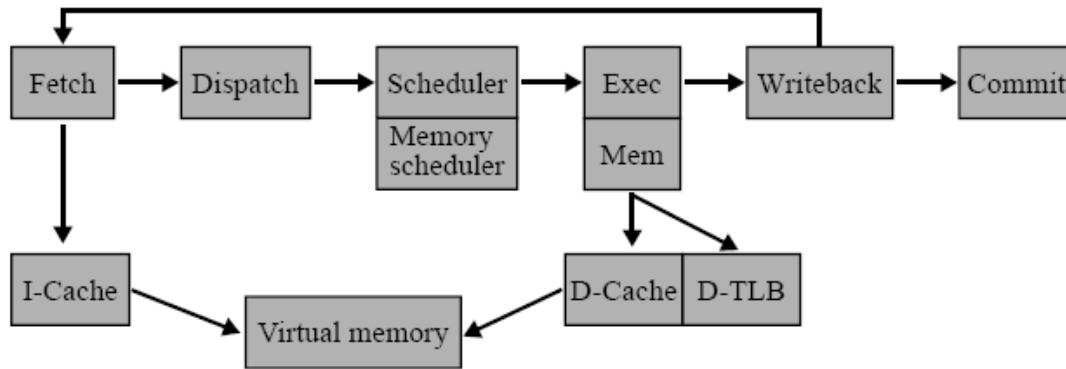 Fetch
Dispatch
Scheduler
Exec
Writeback
Commit
Memory
scheduler
Mem
I-Cache
D-Cache
D-TLB
Virtual memory